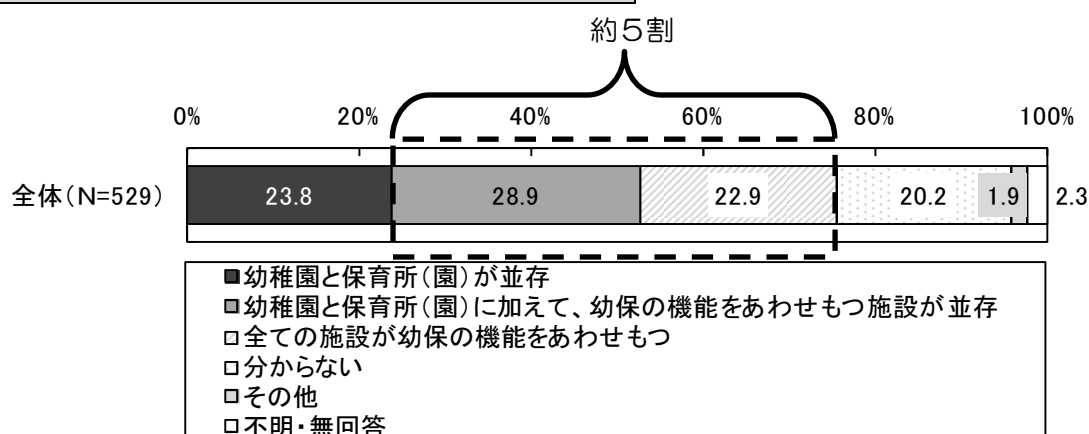 約5割
0% 20% 40% 60% 80% 100%
全体(N=529) 23.8 28.9 22.9 20.2 1.9 2.3
幼稚園と保育所(園)が並存
幼稚園と保育所(園)に加えて、幼保の機能をあわせもつ施設が並存
全ての施設が幼保の機能をあわせもつ
分からない
その他
不明・無回答